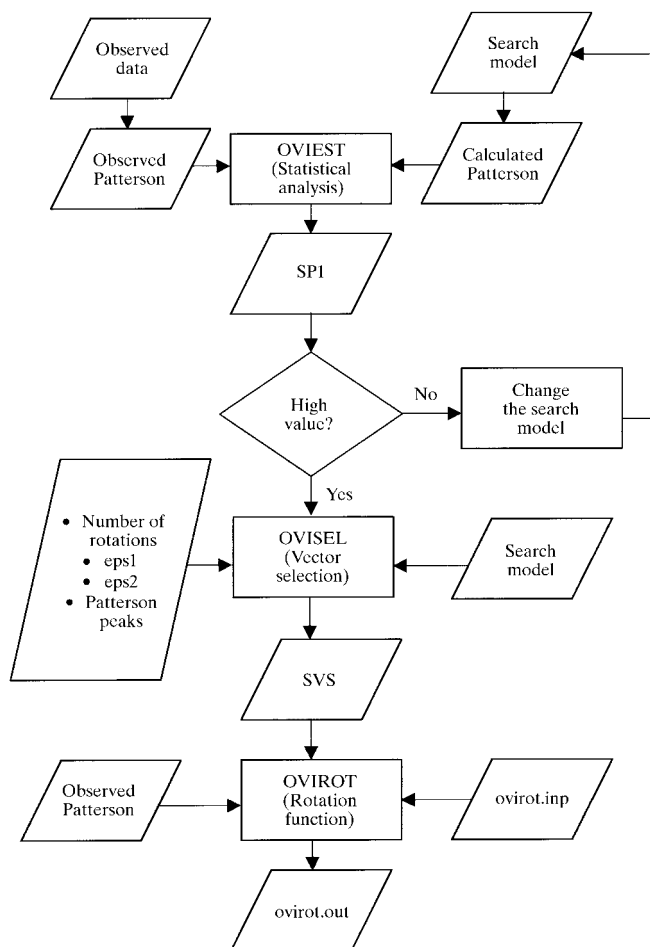 Observed
data
Search
model
Observed
Patterson
OVIEST
(Statistical
analysis)
Calculated
Patterson
SP1
High
value?
No
Change
the search
model
Yes
• Number of
rotations
• eps1
• eps2
• Patterson
peaks
OVISEL
(Vector
selection)
Search
model
SVS
Observed
Patterson
OVIROT
(Rotation
function)
ovirot.inp
ovirot.out